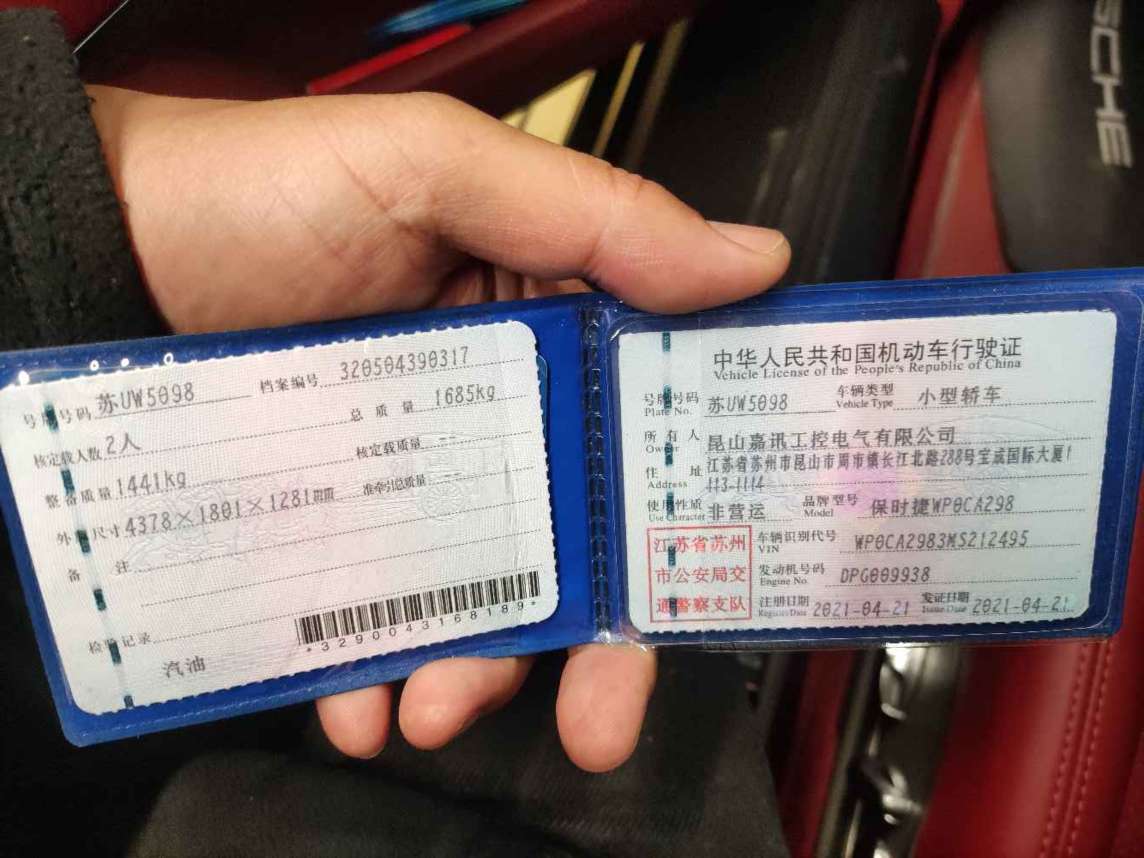 号牌号码 苏UW5098 档案编号 320504390317
核定载人数 2人 总质量 1685kg
整备质量 1441kg 核定载质量 --
外廓尺寸 4378×1801×1281mm 准牵引总质量
备注
检验记录
*3290043168189*
汽油
中华人民共和国机动车行驶证
Vehicle License of the People's Republic of China
号牌号码 苏UW5098 车辆类型 小型轿车
Plate No. Vehicle Type
所有人 昆山嘉讯工控电气有限公司
Owner
住址 江苏省苏州市昆山市周市镇长江北路288号宝成国际大厦1
Address 113-1114
使用性质 非营运 品牌型号 保时捷WP0CA298
Use Character Model
江苏省苏州
市公安局交
通警察支队
车辆识别代号 WP0CA2983MS212495
VIN
发动机号码 DPG009938
Engine No.
注册日期 2021-04-21 发证日期 2021-04-21
Register Date Issue Date
SCHE